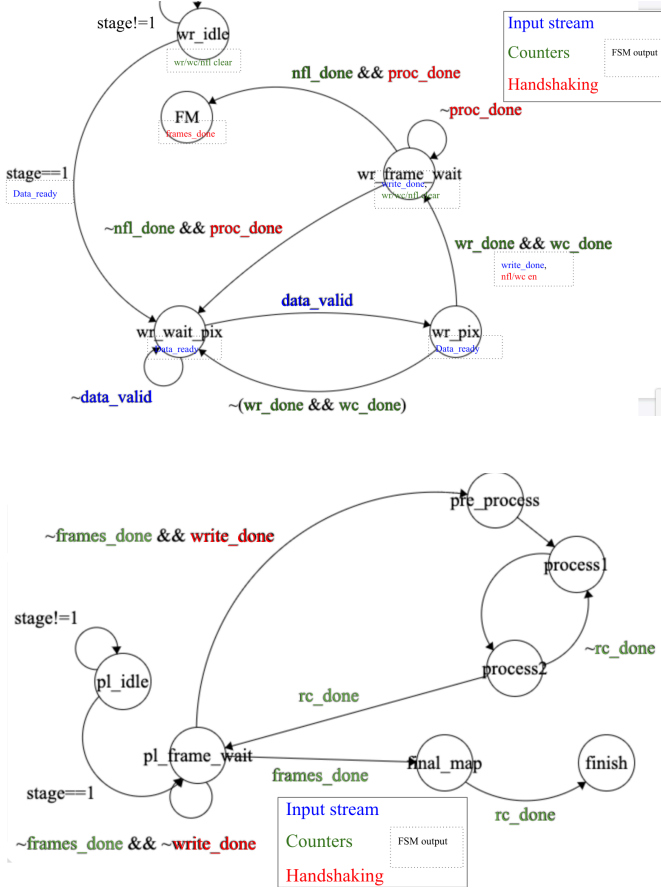 stage!=1
wr_idle
wr/wc/nfl clear
Input stream
Counters
FSM output
Handshaking
nfl_done && proc_done
FM
frames_done
~proc_done
stage==1
Data_ready
wr_frame_wait
write_done,
wr/wc/nfl clear
~nfl_done && proc_done
wr_done && wc_done
write_done,
nfl/wc en
data_valid
wr_wait_pix
Data_ready
wr_pix
Data_ready
~data_valid
~(wr_done && wc_done)
pre_process
~frames_done && write_done
process1
stage!=1
~rc_done
process2
pl_idle
rc_done
pl_frame_wait
final_map
finish
frames_done
stage==1
rc_done
Input stream
~frames_done && ~write_done
Counters
FSM output
Handshaking